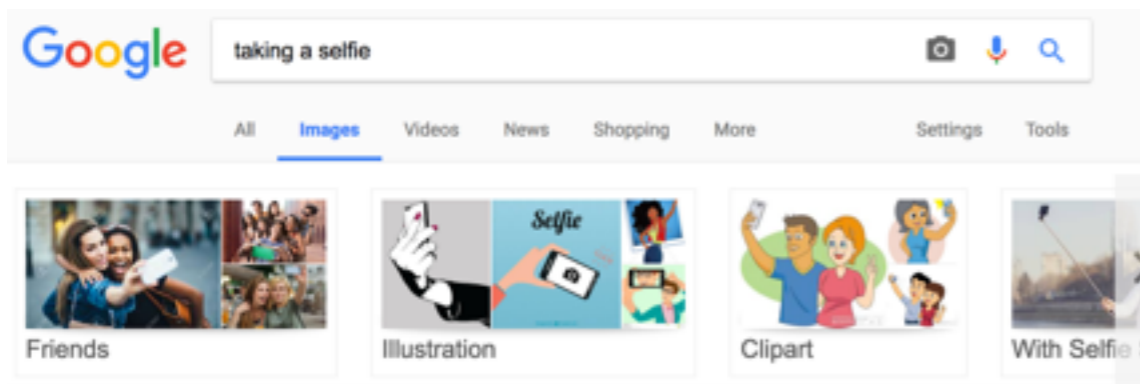 Google taking a selfie
All Images Videos News Shopping More Settings Tools
Selfie
Friends Illustration Clipart With Selfie